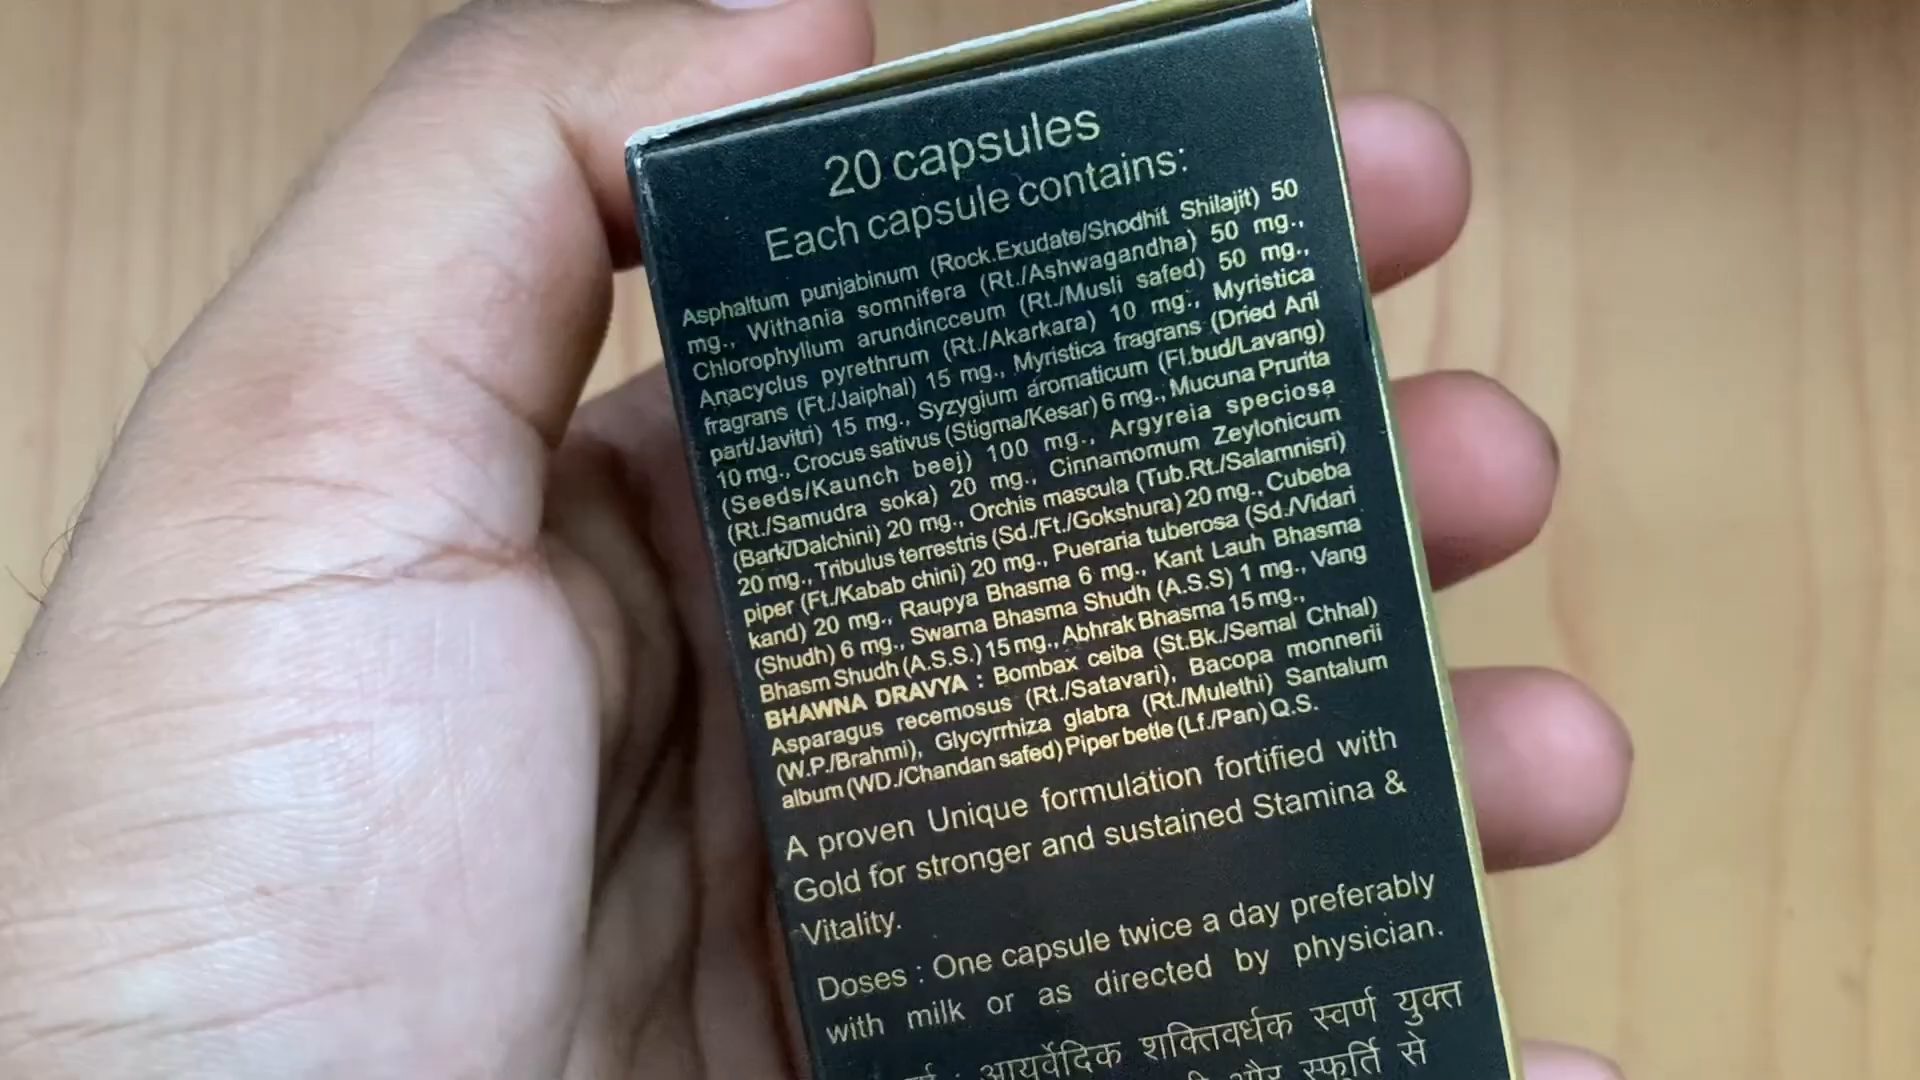 20 capsules
Each capsule contains:
Asphaltum punjabinum (Rock.Exudate/Shodhit Shilajit) 50
mg., Withania somnifera (Rt./Ashwagandha) 50 mg.,
Chlorophylium arundincceum (Rt./Musli safed) 50 mg.,
Anacyclus pyrethrum (Rt./Akarkara) 10 mg., Myristica
fragrans (Ft./Jaiphal) 15 mg., Myristica fragrans (Dried Aril
part/Javitri) 15 mg., Syzygium aromaticum (Fl.bud/Lavang)
10 mg., Crocus sativus (Stigma/Kesar) 6 mg., Mucuna Prurita
(Seeds/Kaunch beej) 100 mg., Argyreia speciosa
(Rt./Samudra soka) 20 mg., Cinnamomum Zeylonicum
(Bark/Dalchini) 20 mg., Orchis mascula (Tub.Rt./Salamnisri)
20 mg., Tribulus terrestris (Sd./Ft./Gokshura) 20 mg., Cubeba
piper (Ft./Kabab chini) 20 mg., Pueraria tuberosa (Sd./Vidari
kand) 20 mg., Raupya Bhasma 6 mg., Kant Lauh Bhasma
(Shudh) 6 mg., Swarna Bhasma Shudh (A.S.S) 1 mg., Vang
Bhasm Shudh (A.S.S.) 15 mg., Abhrak Bhasma 15 mg.,
BHAWNA DRAVYA : Bombax ceiba (St.Bk./Semal Chhal)
Asparagus recemosus (Rt./Satavari), Bacopa monnerii
(W.P./Brahmi), Glycyrrhiza glabra (Rt./Mulethi) Santalum
album (WD./Chandan safed) Piper betle (Lf./Pan) Q.S.
A proven Unique formulation fortified with
Gold for stronger and sustained Stamina &
Vitality.
Doses : One capsule twice a day preferably
with milk or as directed by physician.
: आयुर्वेदिक शक्तिवर्धक स्वर्ण युक्त
और स्फूर्ति से